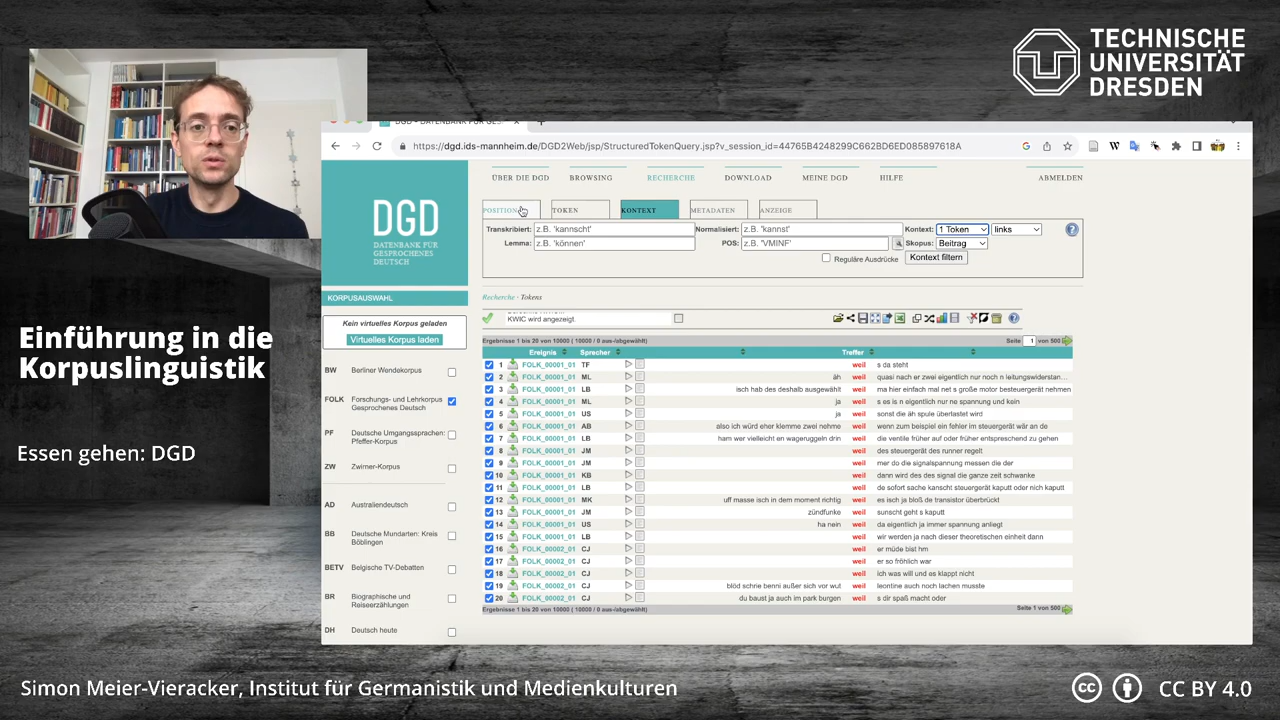 TECHNISCHE
UNIVERSITÄT
DRESDEN
Einführung in die
Korpuslinguistik
Essen gehen: DGD
https://dgd.ids-mannheim.de/DGD2Web/jsp/StructuredTokenQuery.jsp?v_session_id=44765B4248299C662BD6ED085897618A
ÜBER DIE DGD BROWSING RECHERCHE DOWNLOAD MEINE DGD HILFE ABMELDEN
DGD
DATENBANK FÜR
GESPROCHENES
DEUTSCH
POSITION TOKEN KONTEXT METADATEN ANZEIGE
Transkribiert: z.B. 'kannscht' Normalisiert: z.B. 'kannst' Kontext: 1 Token links
Lemma: z.B. 'können' POS: z.B. 'VMINF' Skopus: Beitrag
Reguläre Ausdrücke Kontext filtern
KORPUSAUSWAHL
Kein virtuelles Korpus geladen
Virtuelles Korpus laden
BW Berliner Wendekorpus
FOLK Forschungs- und Lehrkorpus
Gesprochenes Deutsch
PF Deutsche Umgangssprachen:
Pfeffer-Korpus
ZW Zwirner-Korpus
AD Australiendeutsch
BB Deutsche Mundarten: Kreis
Böblingen
BETV Belgische TV-Debatten
BR Biographische und
Reiseerzählungen
DH Deutsch heute
Recherche - Tokens
KWIC wird angezeigt.
Ergebnisse 1 bis 20 von 10000 ( 10000 / 0 aus-/abgewählt) Seite 1 von 500
Ereignis Sprecher Treffer
1 FOLK_00001_01 TF weil s da steht
2 FOLK_00001_01 ML äh weil quasi nach er zwei eigentlich nur noch n leitungswiderstan...
3 FOLK_00001_01 LB isch hab des deshalb ausgewählt weil ma hier einfach mal net s große motor besteuergerät nehmen
4 FOLK_00001_01 ML ja weil s es is n eigentlich nur ne spannung und kein
5 FOLK_00001_01 US ja weil sonst die äh spule überlastet wird
6 FOLK_00001_01 AB also ich würd eher klemme zwei nehme weil wenn zum beispiel ein fehler im steuergerät wär an de
7 FOLK_00001_01 LB ham wer vielleicht en wageruggeln drin weil die ventile früher auf oder früher entsprechend zu gehen
8 FOLK_00001_01 JM weil des steuergerät des runner regelt
9 FOLK_00001_01 JM weil mer do die signalspannung messen die der
10 FOLK_00001_01 KB weil dann wird des des signal die ganze zeit schwanke
11 FOLK_00001_01 LB weil de sofort sache kanscht steuergerät kaputt oder nich kaputt
12 FOLK_00001_01 MK uff masse isch in dem moment richtig weil es isch ja bloß de transistor überbrückt
13 FOLK_00001_01 JM zündfunke weil sunscht geht s kaputt
14 FOLK_00001_01 US ha nein weil da eigentlich ja immer spannung anliegt
15 FOLK_00001_01 LB weil wir werden ja nach dieser theoretischen einheit dann
16 FOLK_00002_01 CJ weil er müde bist hm
17 FOLK_00002_01 CJ weil er so fröhlich war
18 FOLK_00002_01 CJ weil ich was will und es klappt nicht
19 FOLK_00002_01 CJ blöd schrie benni außer sich vor wut weil leontine auch noch lachen musste
20 FOLK_00002_01 CJ du baust ja auch im park burgen weil s dir spaß macht oder
Ergebnisse 1 bis 20 von 10000 ( 10000 / 0 aus-/abgewählt) Seite 1 von 500
Simon Meier-Vieracker, Institut für Germanistik und Medienkulturen
CC BY 4.0